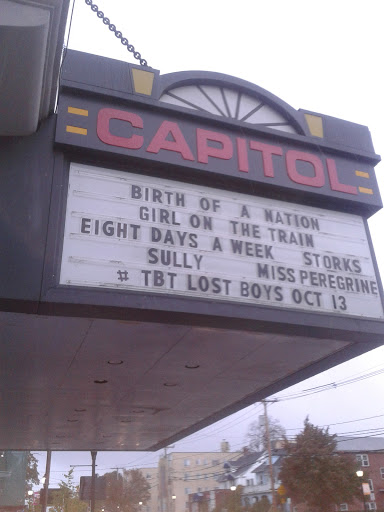 CAPITOL
BIRTH OF A NATION
GIRL ON THE TRAIN
EIGHT DAYS A WEEK STORKS
SULLY MISS PEREGRINE
# TBT LOST BOYS OCT 13